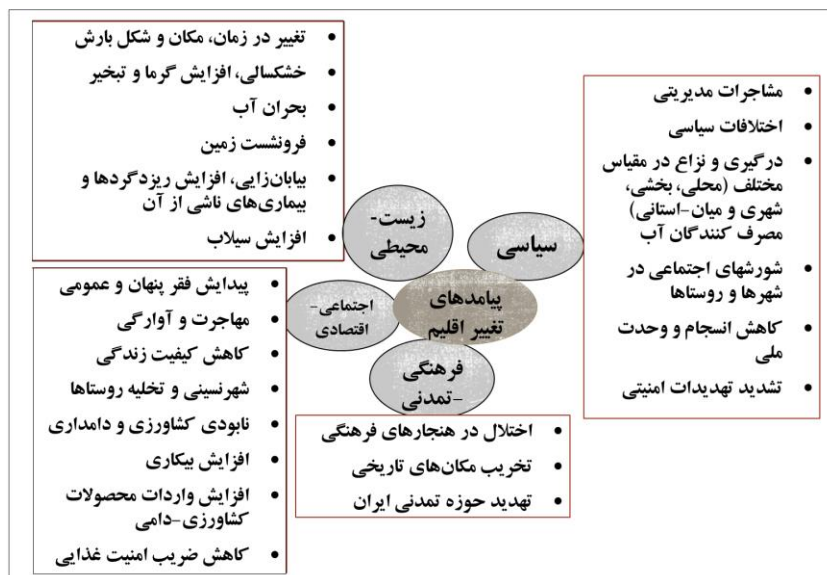 • تغییر در زمان، مکان و شکل بارش
• خشکسالی، افزایش گرما و تبخیر
• بحران آب
• فرونشست زمین
• بیابان‌زایی، افزایش ریزدگردها و
بیماری‌های ناشی از آن
• افزایش سیلاب
• مشاجرات مدیریتی
• اختلافات سیاسی
• درگیری و نزاع در مقیاس
مختلف (محلی، بخشی،
شهری و میان-استانی)
مصرف کنندگان آب
• شورشهای اجتماعی در
شهرها و روستاها
• کاهش انسجام و وحدت
ملی
• تشدید تهدیدات امنیتی
زیست-
محیطی
سیاسی
پیامدهای
تغییر اقلیم
اجتماعی-
اقتصادی
فرهنگی
-تمدنی
• پیدایش فقر پنهان و عمومی
• مهاجرت و آوارگی
• کاهش کیفیت زندگی
• شهرنسینی و تخلیه روستاها
• نابودی کشاورزی و دامداری
• افزایش بیکاری
• افزایش واردات محصولات
کشاورزی-دامی
• کاهش ضریب امنیت غذایی
• اختلال در هنجارهای فرهنگی
• تخریب مکان‌های تاریخی
• تهدید حوزه تمدنی ایران